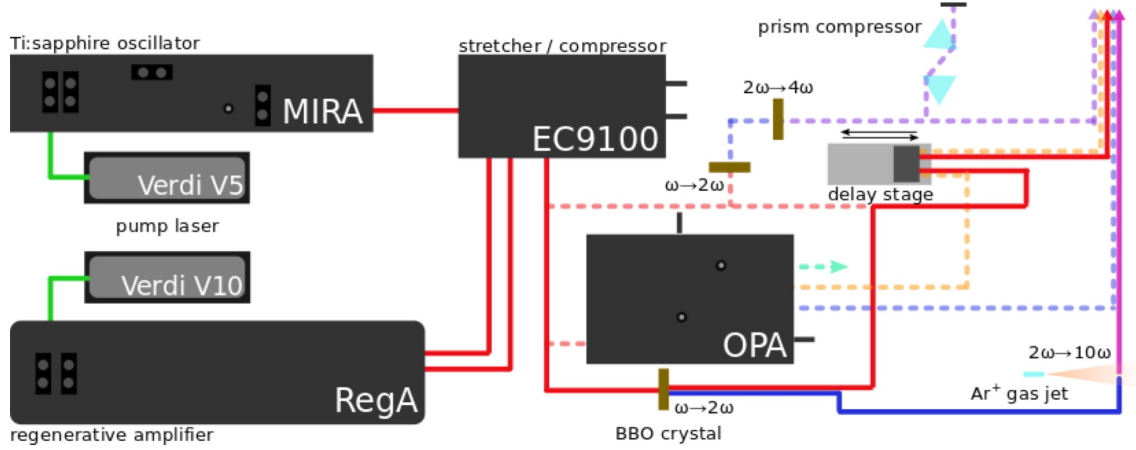 Ti:sapphire oscillator
MIRA
Verdi V5
pump laser
Verdi V10
RegA
regenerative amplifier
stretcher / compressor
EC9100
prism compressor
2ω→4ω
ω→2ω
delay stage
OPA
ω→2ω
BBO crystal
2ω→10ω
Ar⁺ gas jet